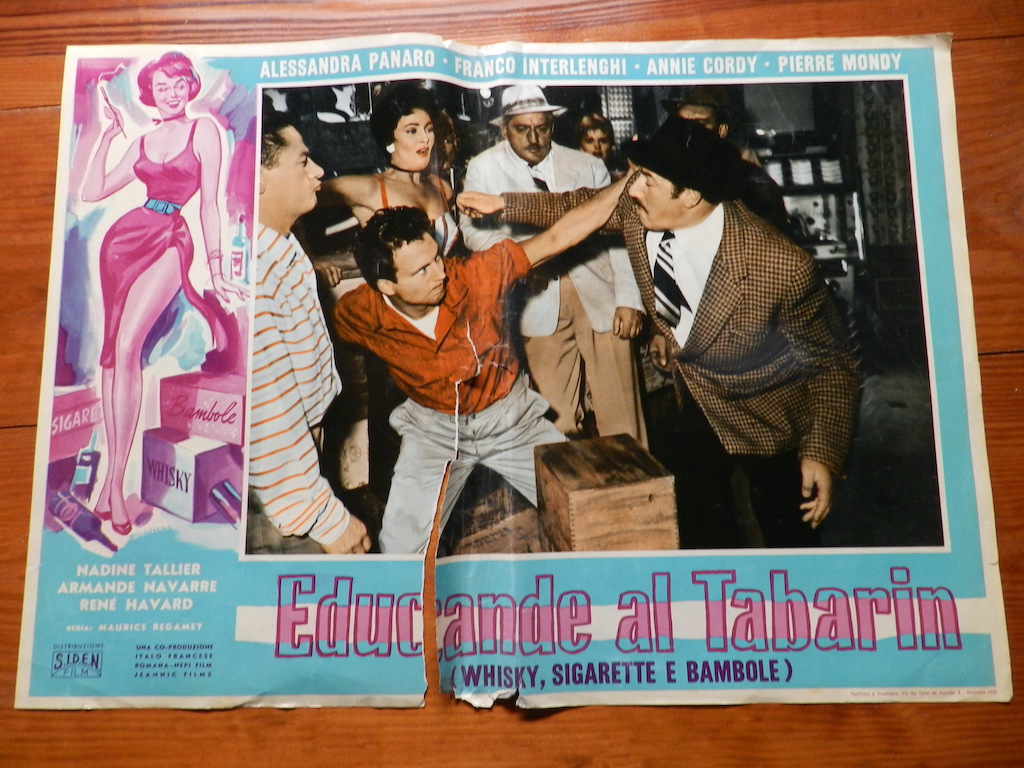 ALESSANDRA PANARO · FRANCO INTERLENGHI · ANNIE CORDY · PIERRE MONDY
SIGARE
Bambole
WHISKY
NADINE TALLIER
ARMANDE NAVARRE
RENÉ HAVARD
REGIA: MAURICE REGAMEY
DISTRIBUZIONE
SIDEN
FILM
UNA CO-PRODUZIONE
ITALO FRANCESE
ROMANA-NEPI FILM
JEANNIC FILMS
Educande al Tabarin
(WHISKY, SIGARETTE E BAMBOLE)